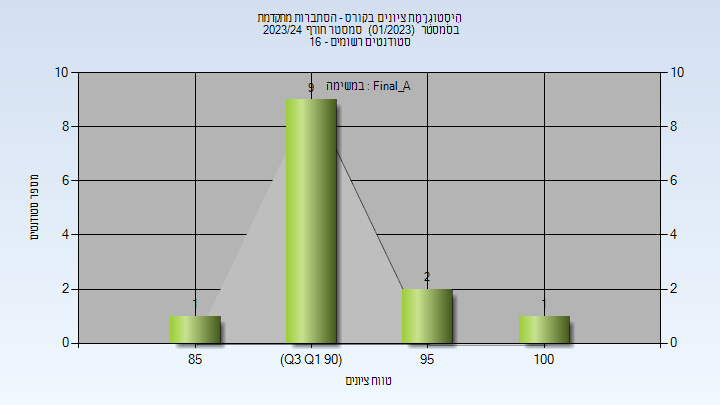 היסטוגרמת ציונים בקורס - הסתברות מתקדמת
בסמסטר (01/2023) סמסטר חורף 2023/24
סטודנטים רשומים - 16
במשימה : Final_A
מספר סטודנטים
10
8
6
4
2
0
10
8
6
4
2
0
1
9
2
1
85
(Q3 Q1 90)
95
100
טווח ציונים